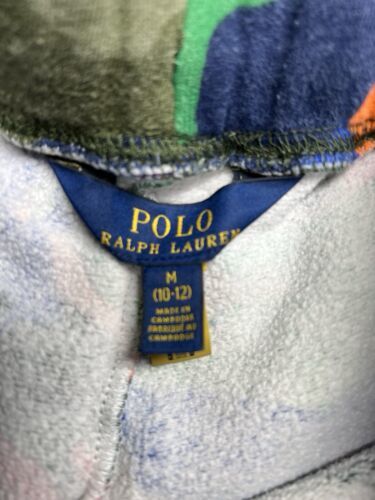 POLO
RALPH LAUREN
M
(10-12)
MADE IN
CAMBODIA
FABRIQUÉ AU
CAMBODGE